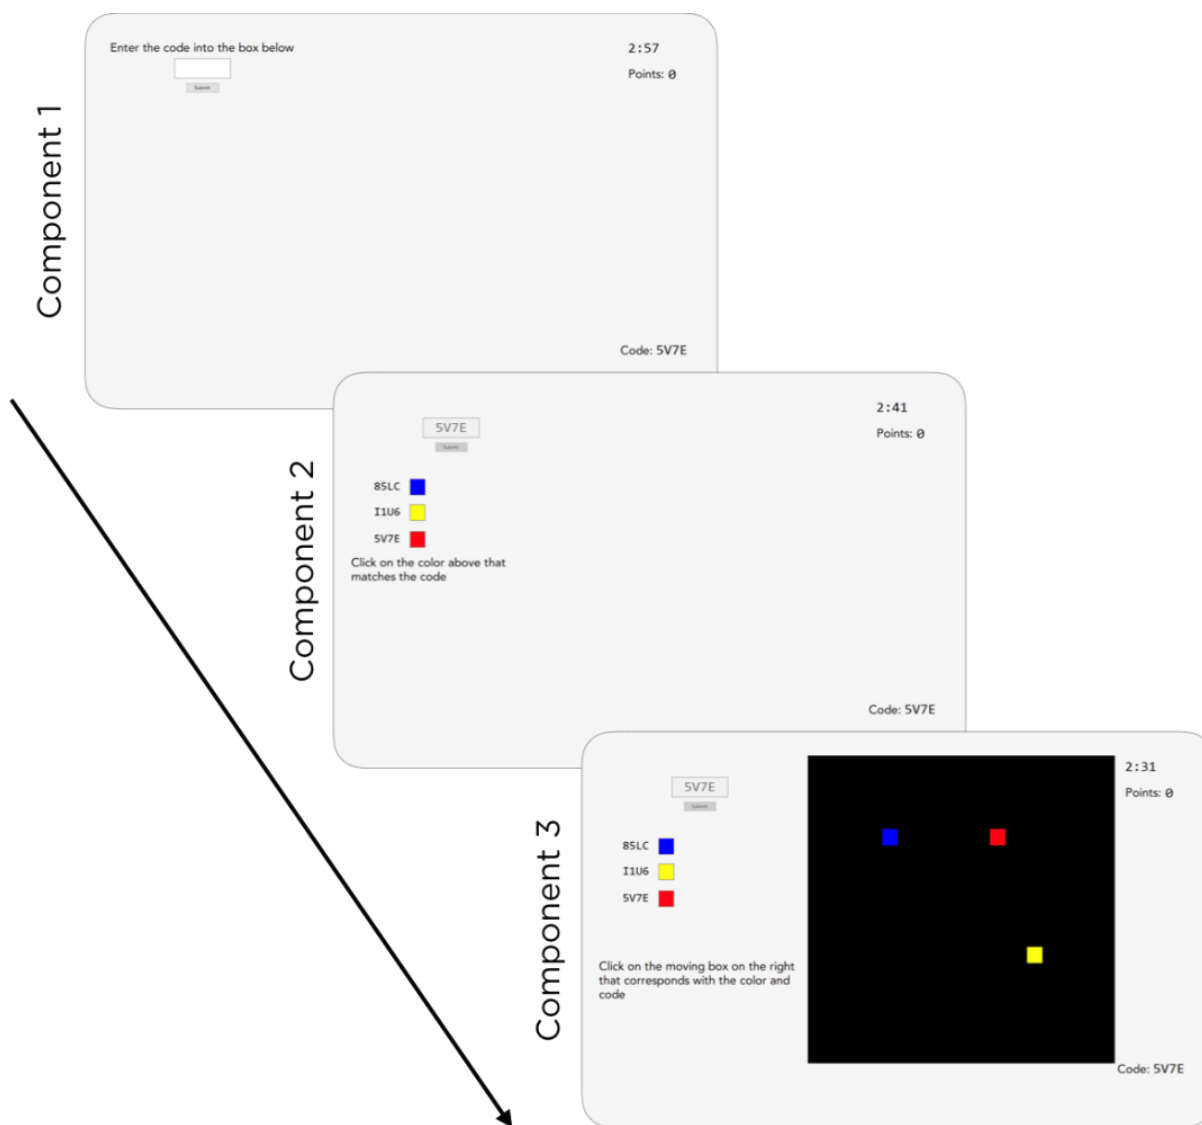 Component 1
Enter the code into the box below
Submit
2:57
Points: 0
Code: 5V7E
Component 2
5V7E
Submit
2:41
Points: 0
85LC
I1U6
5V7E
Click on the color above that
matches the code
Code: 5V7E
Component 3
5V7E
Submit
2:31
Points: 0
85LC
I1U6
5V7E
Click on the moving box on the right
that corresponds with the color and
code
Code: 5V7E